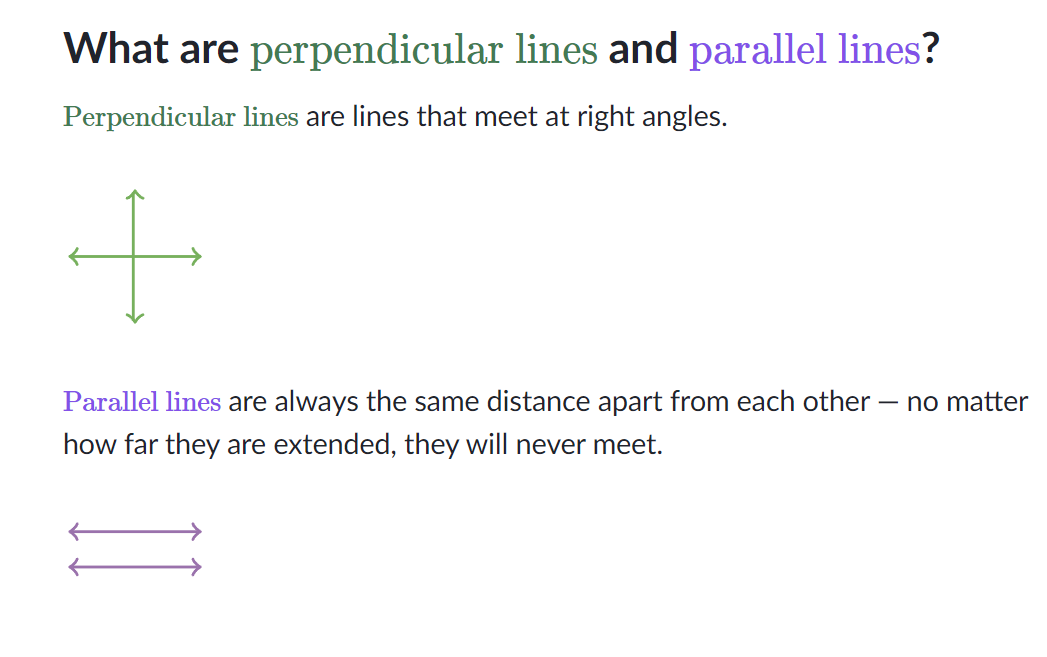 What are perpendicular lines and parallel lines?
Perpendicular lines are lines that meet at right angles.
Parallel lines are always the same distance apart from each other — no matter
how far they are extended, they will never meet.